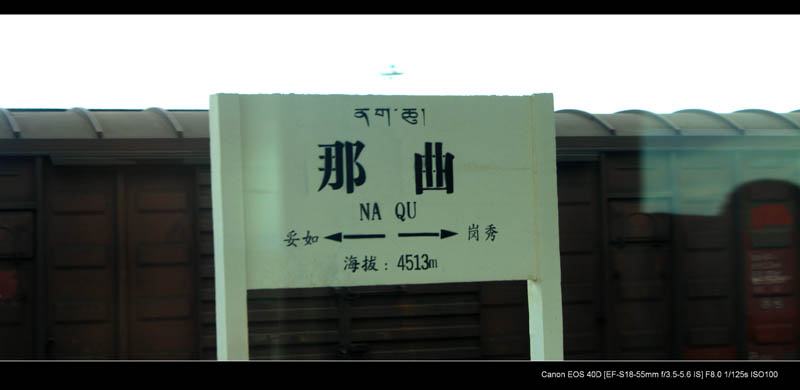 ནག་ཆུ།
那曲
NA QU
妥如 ←→ 岗秀
海拔：4513m
Canon EOS 40D [EF-S18-55mm f/3.5-5.6 IS] F8.0 1/125s ISO100